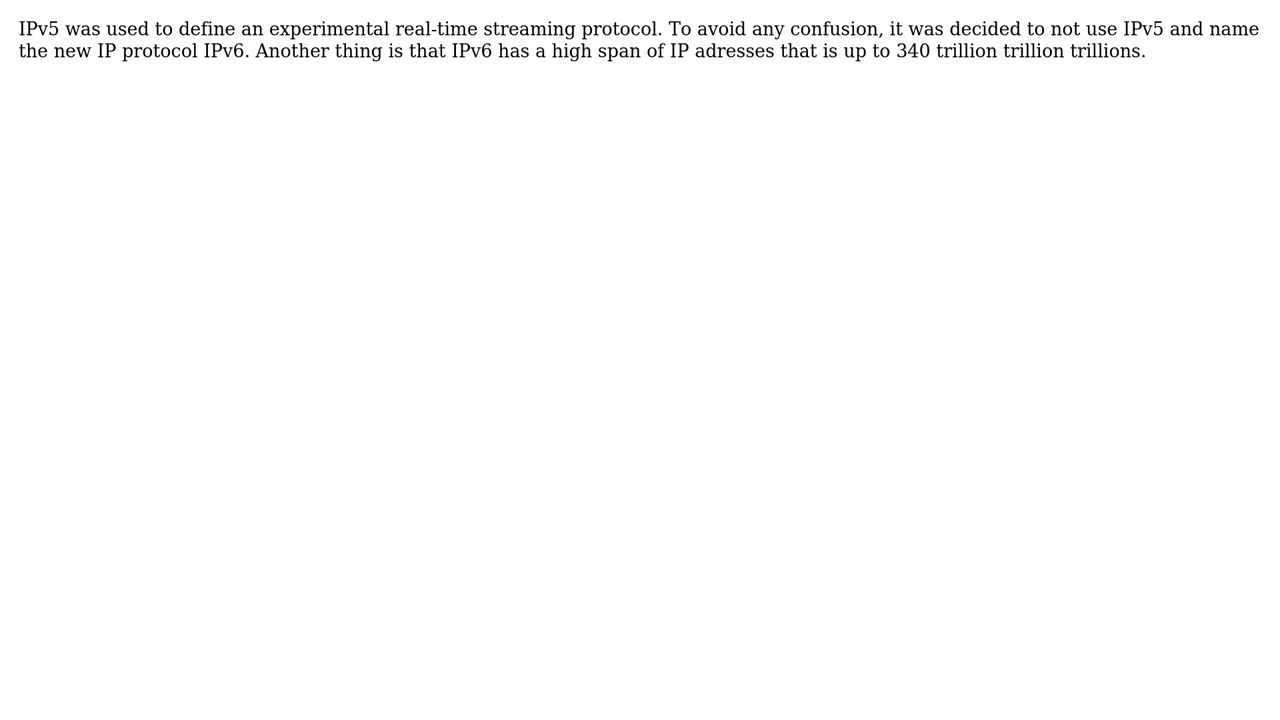 IPv5 was used to define an experimental real-time streaming protocol. To avoid any confusion, it was decided to not use IPv5 and name
the new IP protocol IPv6. Another thing is that IPv6 has a high span of IP adresses that is up to 340 trillion trillion trillions.